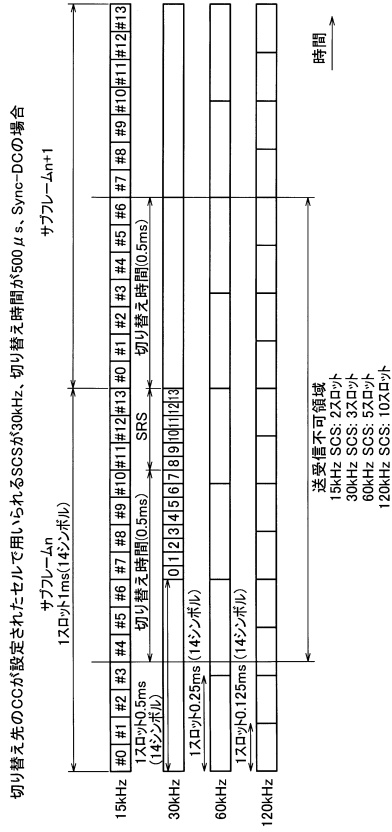 切り替え先のCCが設定されたセルで用いられるSCSが30kHz、切り替え時間が500μs、Sync-DCの場合
サブフレームn
サブフレームn+1
1スロット1ms(14シンボル)
15kHz
#0 #1 #2 #3 #4 #5 #6 #7 #8 #9 #10 #11 #12 #13 #0 #1 #2 #3 #4 #5 #6 #7 #8 #9 #10 #11 #12 #13
1スロット0.5ms
(14シンボル)
切り替え時間(0.5ms)
SRS
切り替え時間(0.5ms)
30kHz
0 1 2 3 4 5 6 7 8 9 10 11 12 13
1スロット0.25ms (14シンボル)
60kHz
1スロット0.125ms (14シンボル)
120kHz
送受信不可領域
15kHz SCS: 2スロット
30kHz SCS: 3スロット
60kHz SCS: 5スロット
120kHz SCS: 10スロット
時間